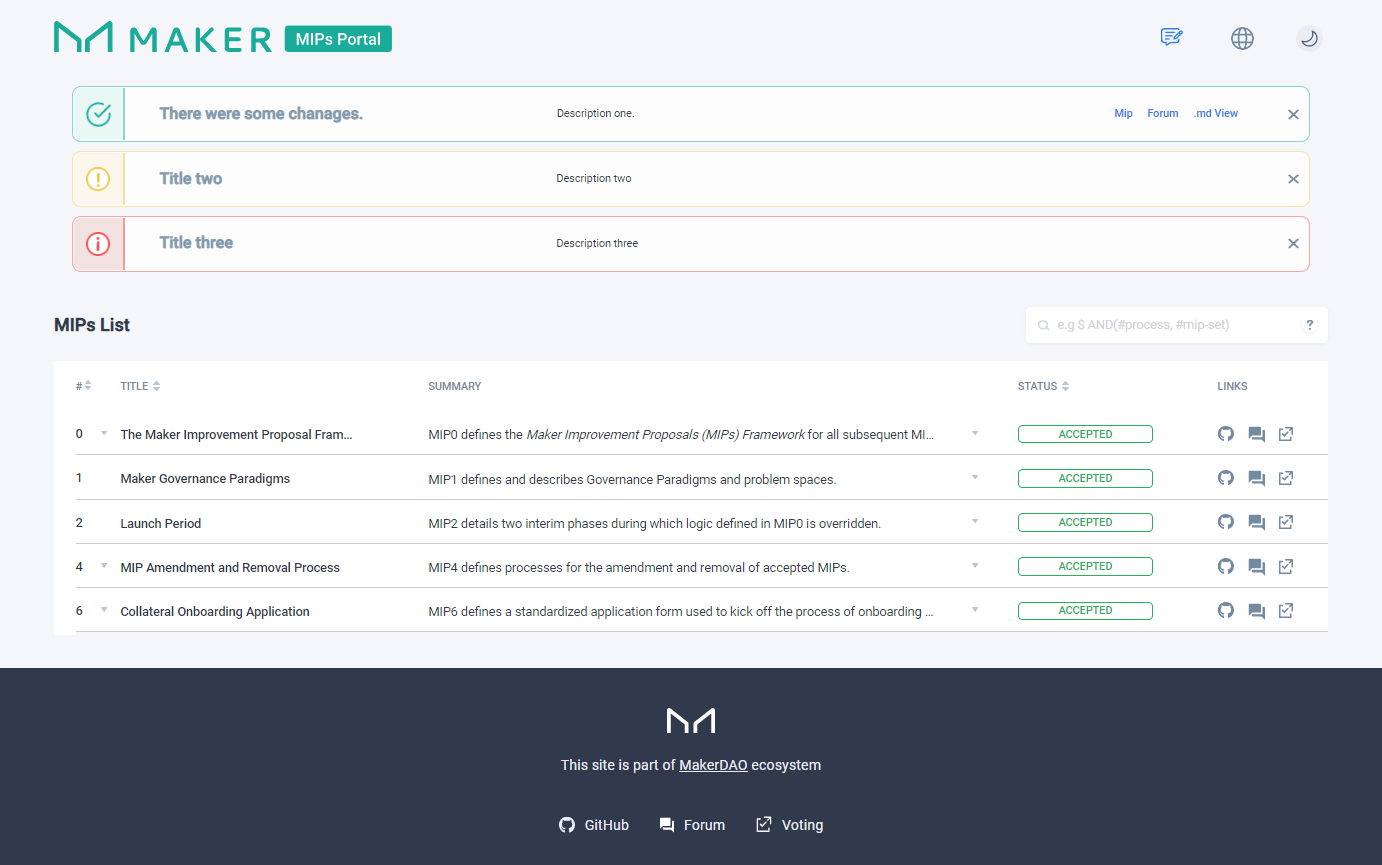 MAKER MIPs Portal
There were some chanages. Description one. Mip Forum .md View
Title two Description two
Title three Description three
MIPs List e.g $ AND(#process, #mip-set) ?
# TITLE SUMMARY STATUS LINKS
0 The Maker Improvement Proposal Fram... MIP0 defines the Maker Improvement Proposals (MIPs) Framework for all subsequent MI... ACCEPTED
1 Maker Governance Paradigms MIP1 defines and describes Governance Paradigms and problem spaces. ACCEPTED
2 Launch Period MIP2 details two interim phases during which logic defined in MIP0 is overridden. ACCEPTED
4 MIP Amendment and Removal Process MIP4 defines processes for the amendment and removal of accepted MIPs. ACCEPTED
6 Collateral Onboarding Application MIP6 defines a standardized application form used to kick off the process of onboarding ... ACCEPTED
This site is part of MakerDAO ecosystem
GitHub Forum Voting